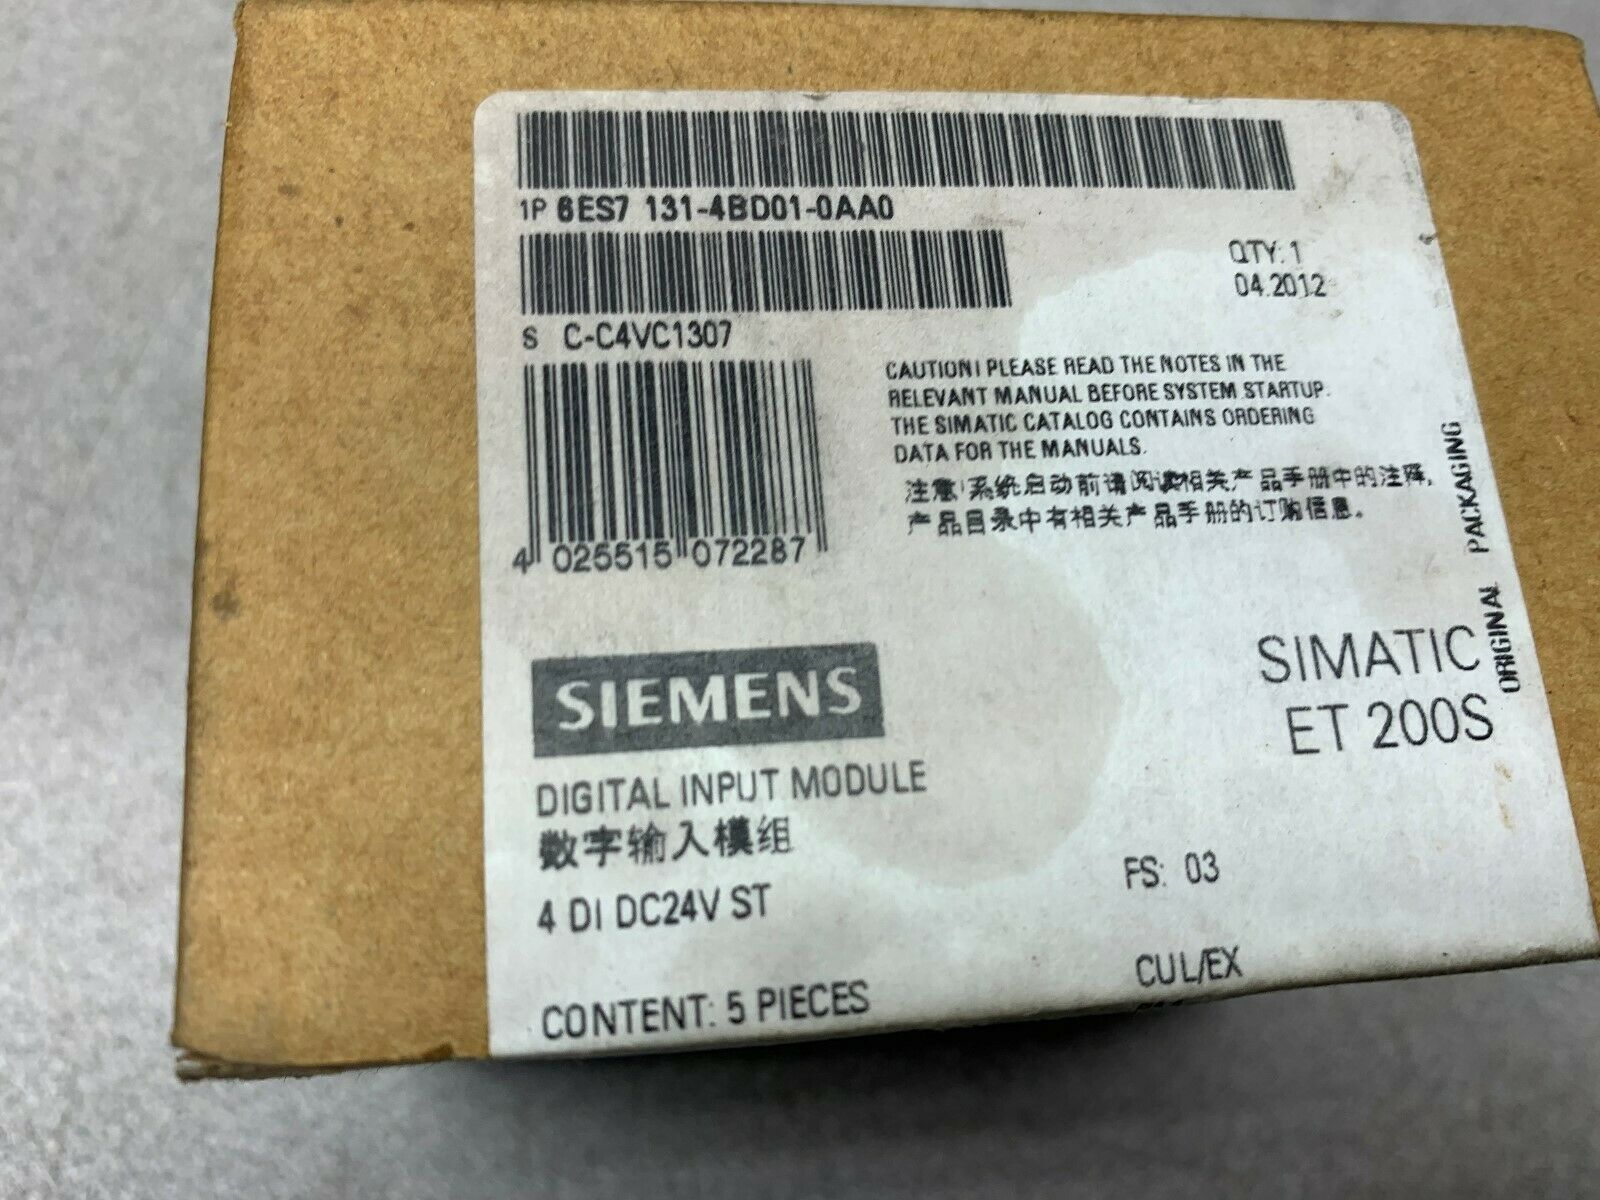 1P 6ES7 131-4BD01-0AA0
QTY: 1
04.2012
S C-C4VC1307
CAUTION! PLEASE READ THE NOTES IN THE
RELEVANT MANUAL BEFORE SYSTEM STARTUP.
THE SIMATIC CATALOG CONTAINS ORDERING
DATA FOR THE MANUALS.
注意!系统启动前请阅读相关产品手册中的注释,
产品目录中有相关产品手册的订购信息。
4 025515 072287
ORIGINAL PACKAGING
SIEMENS
SIMATIC
ET 200S
DIGITAL INPUT MODULE
数字输入模组
4 DI DC24V ST
FS: 03
CUL/EX
CONTENT: 5 PIECES